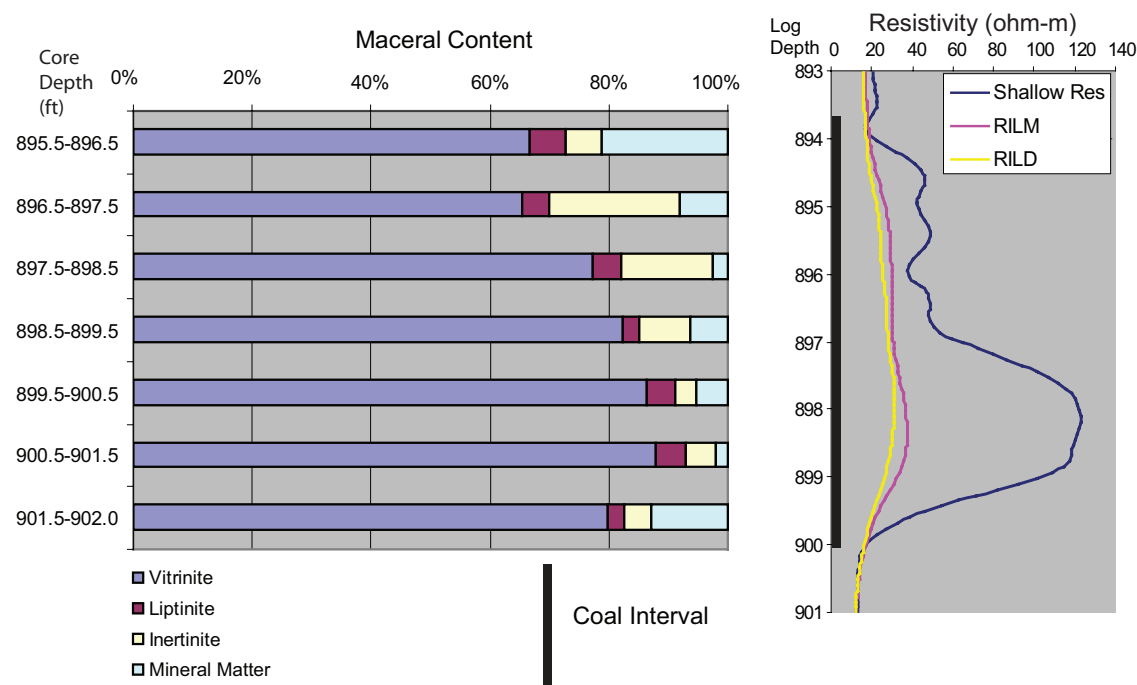 Maceral Content
Core
Depth
(ft)
0%
20%
40%
60%
80%
100%
895.5-896.5
896.5-897.5
897.5-898.5
898.5-899.5
899.5-900.5
900.5-901.5
901.5-902.0
Vitrinite
Liptinite
Inertinite
Mineral Matter
Coal Interval
Log
Depth
Resistivity (ohm-m)
0
20
40
60
80
100
120
140
893
894
895
896
897
898
899
900
901
Shallow Res
RILM
RILD